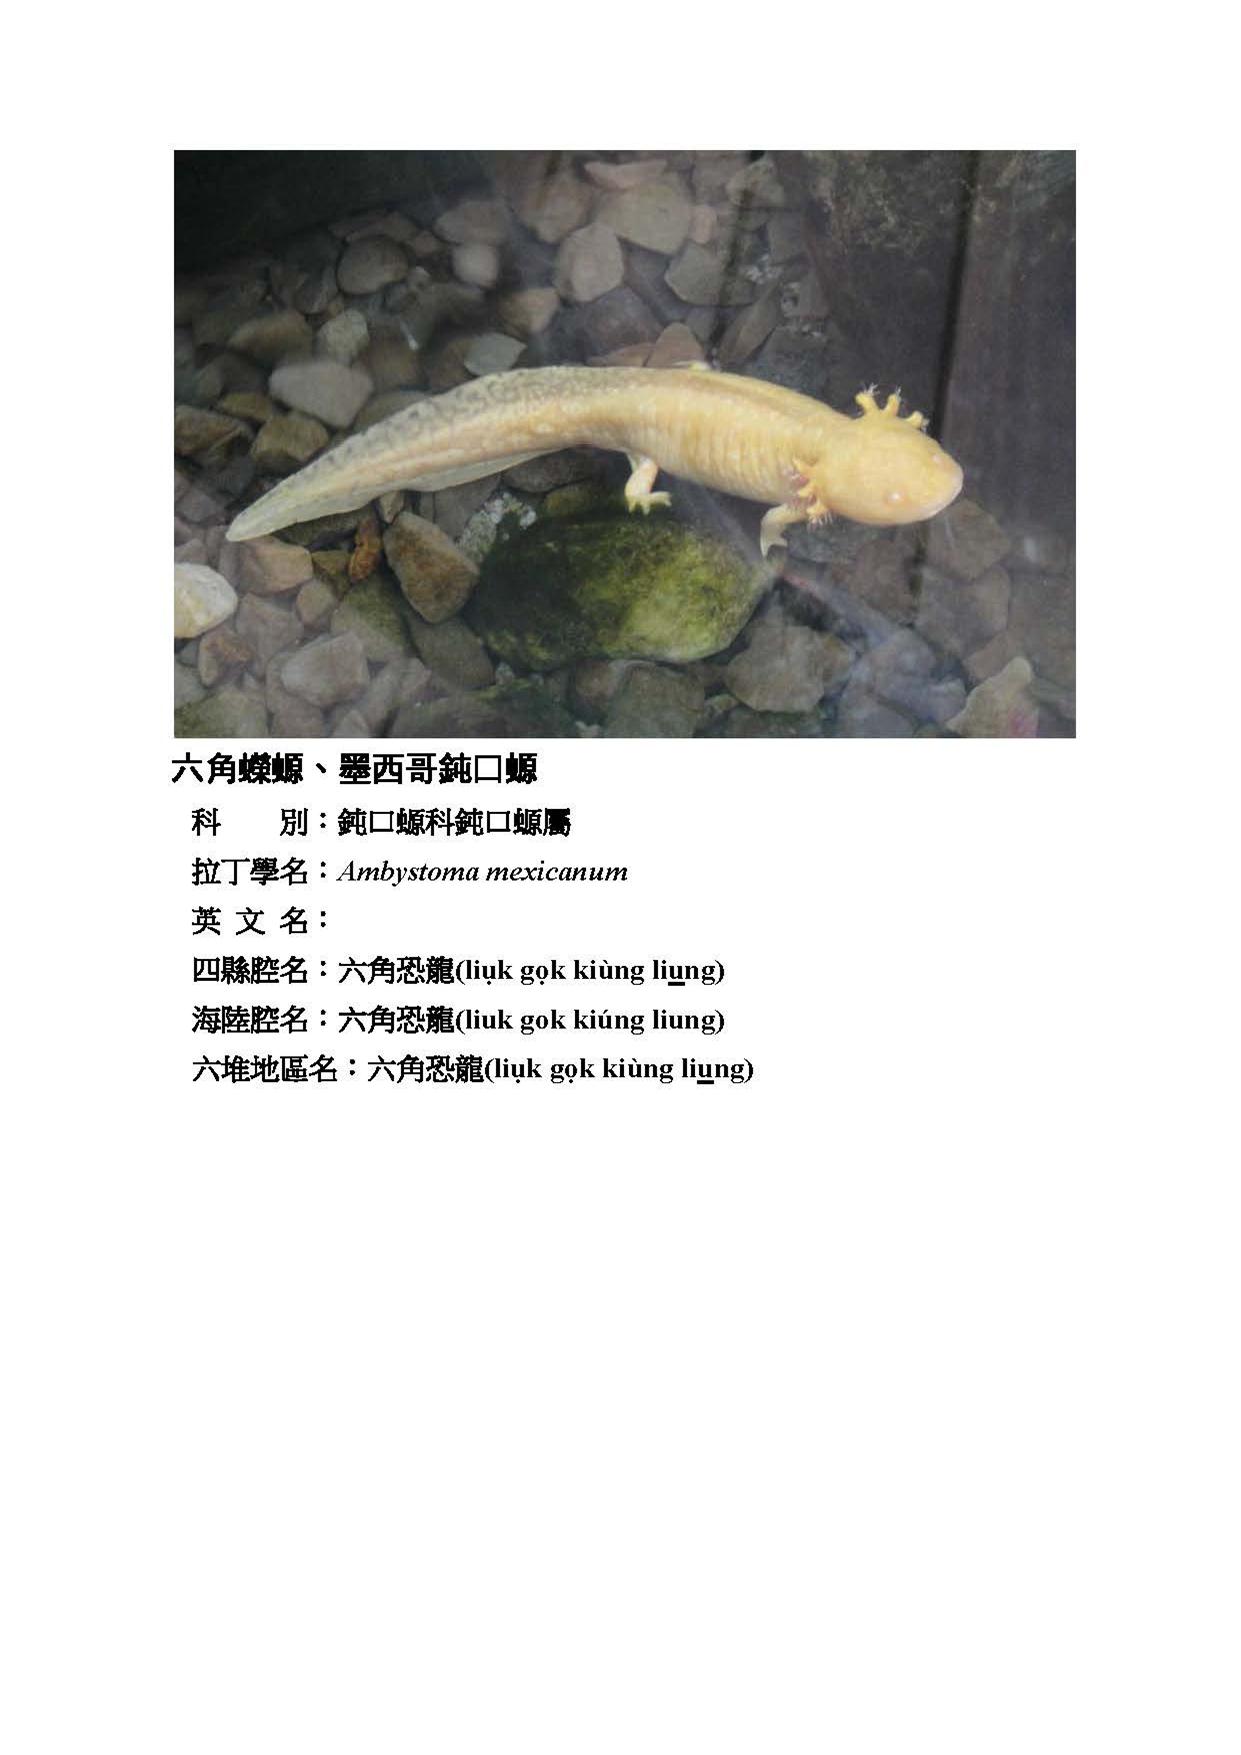 六角蠑螈、墨西哥鈍口螈
科　　別：鈍口螈科鈍口螈屬
拉丁學名：Ambystoma mexicanum
英 文 名：
四縣腔名：六角恐龍(liụk gọk kiùng li<u>u</u>ng)
海陸腔名：六角恐龍(liuk gok kiúng liung)
六堆地區名：六角恐龍(liụk gọk kiùng li<u>u</u>ng)